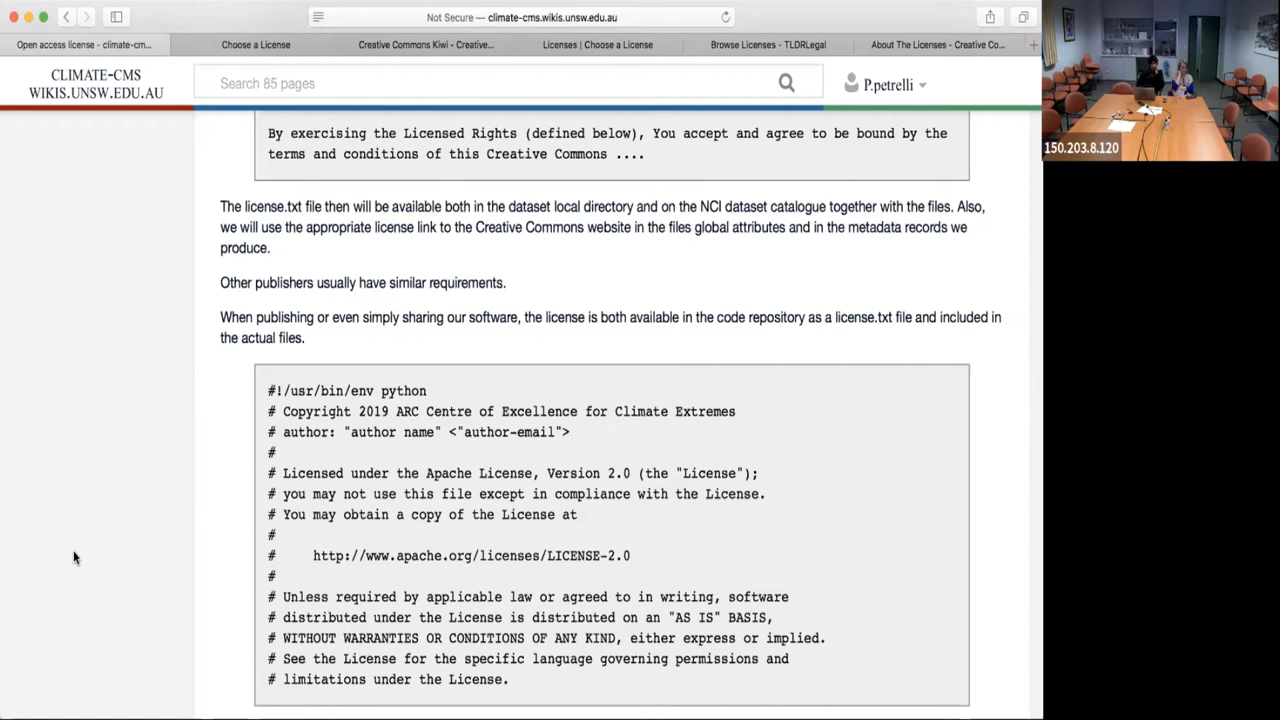 Not Secure — climate-cms.wikis.unsw.edu.au
Open access license - climate-cm...
Choose a License
Creative Commons Kiwi - Creative...
Licenses | Choose a License
Browse Licenses - TLDRLegal
About The Licenses - Creative Co...
CLIMATE-CMS
WIKIS.UNSW.EDU.AU
Search 85 pages
P.petrelli
150.203.8.120
By exercising the Licensed Rights (defined below), You accept and agree to be bound by the
terms and conditions of this Creative Commons ....
The license.txt file then will be available both in the dataset local directory and on the NCI dataset catalogue together with the files. Also,
we will use the appropriate license link to the Creative Commons website in the files global attributes and in the metadata records we
produce.
Other publishers usually have similar requirements.
When publishing or even simply sharing our software, the license is both available in the code repository as a license.txt file and included in
the actual files.
#!/usr/bin/env python
# Copyright 2019 ARC Centre of Excellence for Climate Extremes
# author: "author name" <"author-email">
#
# Licensed under the Apache License, Version 2.0 (the "License");
# you may not use this file except in compliance with the License.
# You may obtain a copy of the License at
#
#     http://www.apache.org/licenses/LICENSE-2.0
#
# Unless required by applicable law or agreed to in writing, software
# distributed under the License is distributed on an "AS IS" BASIS,
# WITHOUT WARRANTIES OR CONDITIONS OF ANY KIND, either express or implied.
# See the License for the specific language governing permissions and
# limitations under the License.